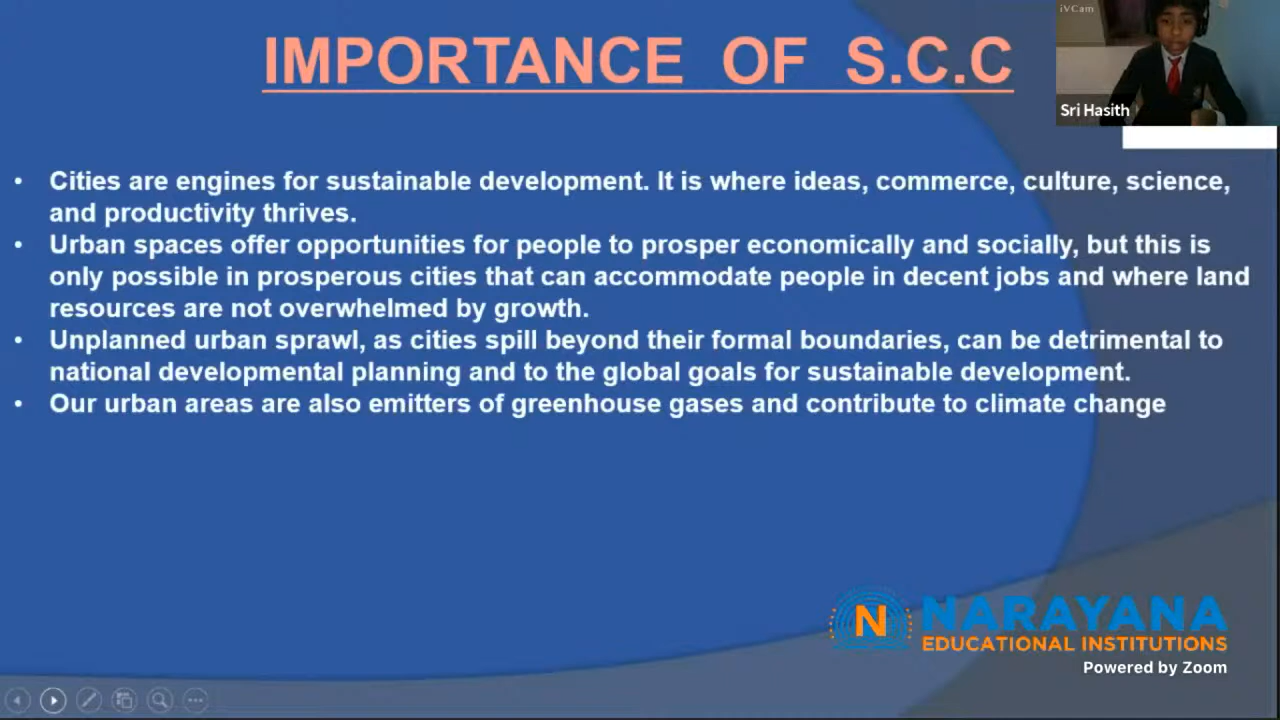 IMPORTANCE OF S.C.C
iVCam
Sri Hasith
• Cities are engines for sustainable development. It is where ideas, commerce, culture, science,
and productivity thrives.
• Urban spaces offer opportunities for people to prosper economically and socially, but this is
only possible in prosperous cities that can accommodate people in decent jobs and where land
resources are not overwhelmed by growth.
• Unplanned urban sprawl, as cities spill beyond their formal boundaries, can be detrimental to
national developmental planning and to the global goals for sustainable development.
• Our urban areas are also emitters of greenhouse gases and contribute to climate change
N NARAYANA
EDUCATIONAL INSTITUTIONS
Powered by Zoom